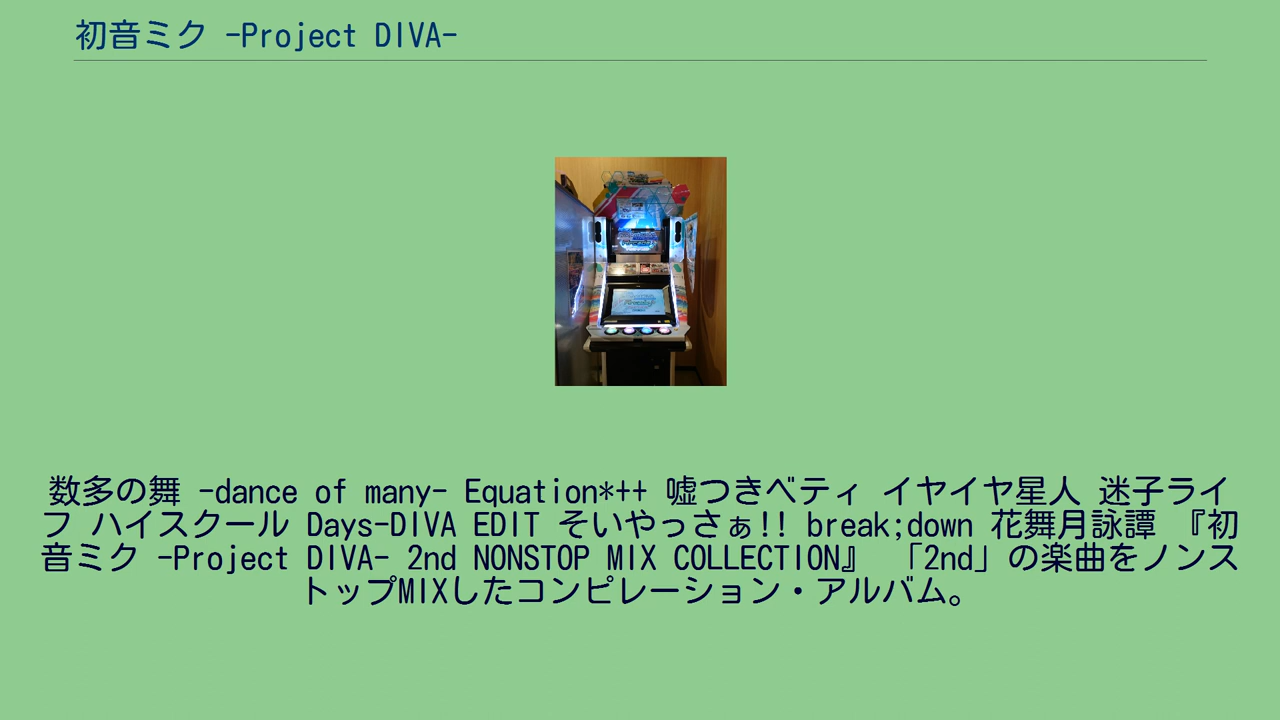 初音ミク -Project DIVA-
数多の舞 -dance of many- Equation*++ 嘘つきベティ イヤイヤ星人 迷子ライ
フ ハイスクール Days-DIVA EDIT そいやっさぁ!! break;down 花舞月詠譚 『初
音ミク -Project DIVA- 2nd NONSTOP MIX COLLECTION』 「2nd」の楽曲をノンス
トップMIXしたコンピレーション・アルバム。